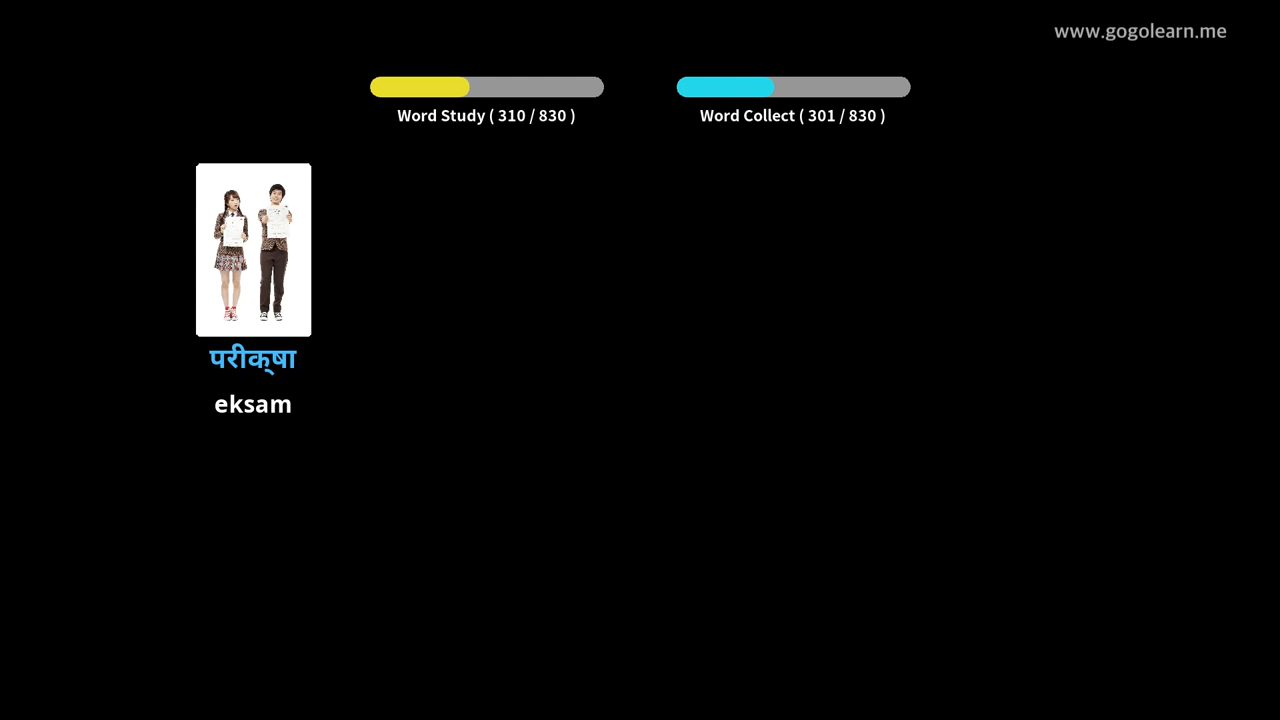 www.gogolearn.me
Word Study ( 310 / 830 )
Word Collect ( 301 / 830 )
परीक्‌षा
eksam